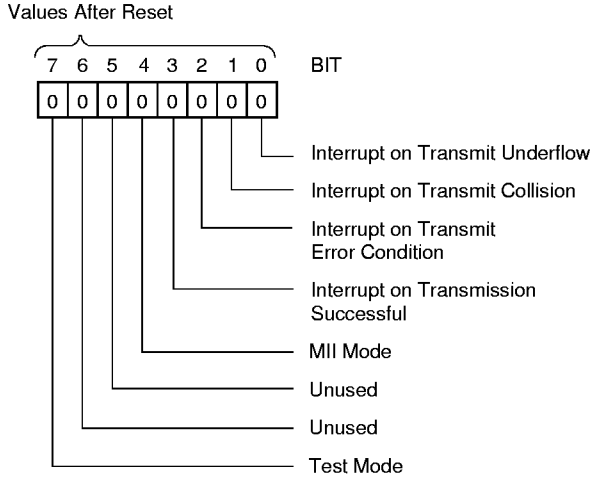 Values After Reset
7 6 5 4 3 2 1 0 BIT
0 0 0 0 0 0 0 0
Interrupt on Transmit Underflow
Interrupt on Transmit Collision
Interrupt on Transmit
Error Condition
Interrupt on Transmission
Successful
MII Mode
Unused
Unused
Test Mode